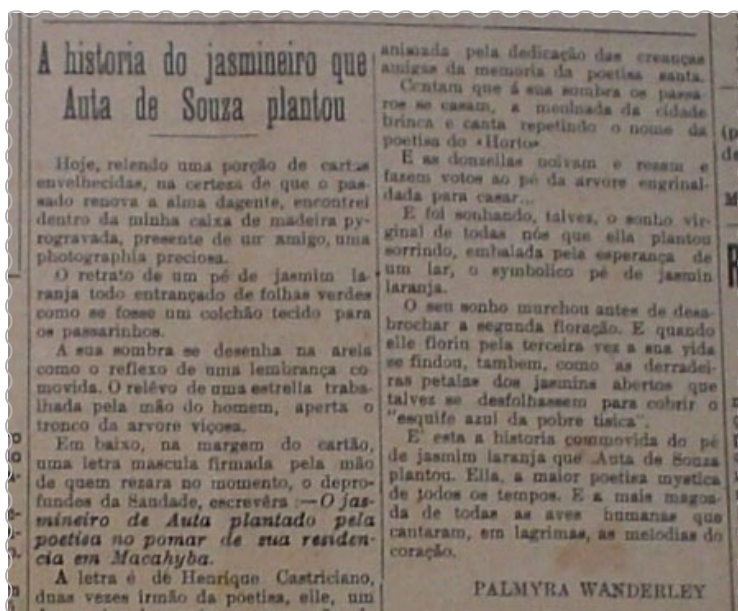 A historia do jasmineiro que
Auta de Souza plantou
Hoje, relendo uma porção de cartas
envelhecidas, na certeza de que o pas-
sado renova a alma dagente, encontrei
dentro da minha caixa de madeira py-
rogravada, presente de um amigo, uma
photographia preciosa.
O retrato de um pé de jasmim la-
ranja todo entrançado de folhas verdes
como se fosse um colchão tecido para
os passarinhos.
A sua sombra se desenha na areia
como o reflexo de uma lembrança co-
movida. O relêvo de uma estrella traba-
lhada pela mão do homem, aperta o
tronco da arvore viçosa.
Em baixo, na margem do cartão,
uma letra mascula firmada pela mão
de quem rezara no momento, o depro-
fundes da Saudade, escrevêra :—O jas-
mineiro de Auta plantado pela
poetisa no pomar de sua residen-
cia em Macahyba.
A letra é de Henrique Castriciano,
duas vezes irmão da poetisa, elle, um
anisada pela dedicação das creanças
amigas da memoria da poetisa santa.
Contam que á sua sombra os passa-
ros se casam, a meninada da cidade
brinca e canta repetindo o nome da
poetisa do «Horto»
E as donzellas noivam e resam e
fazem votos ao pé da arvore engrinal-
dada para casar...
E foi sonhando, talvez, o sonho vir-
ginal de todas nós que ella plantou
sorrindo, embalada pela esperança de
um lar, o symbolico pé de jasmin
laranja.
O seu sonho murchou antes de desa-
brochar a segunda floração. E quando
elle floriu pela terceira vez a sua vida
se findou, tambem, como as derradei-
ras petalas dos jasmins abertos que
talvez se desfolhassem para cobrir o
"esquife azul da pobre tisica".
E' esta a historia commovida do pé
de jasmim laranja que Auta de Souza
plantou. Ella, a maior poetisa mystica
de todos os tempos. E a mais magoa-
da de todas as aves humanas que
cantaram, em lagrimas, as melodias do
coração.
PALMYRA WANDERLEY